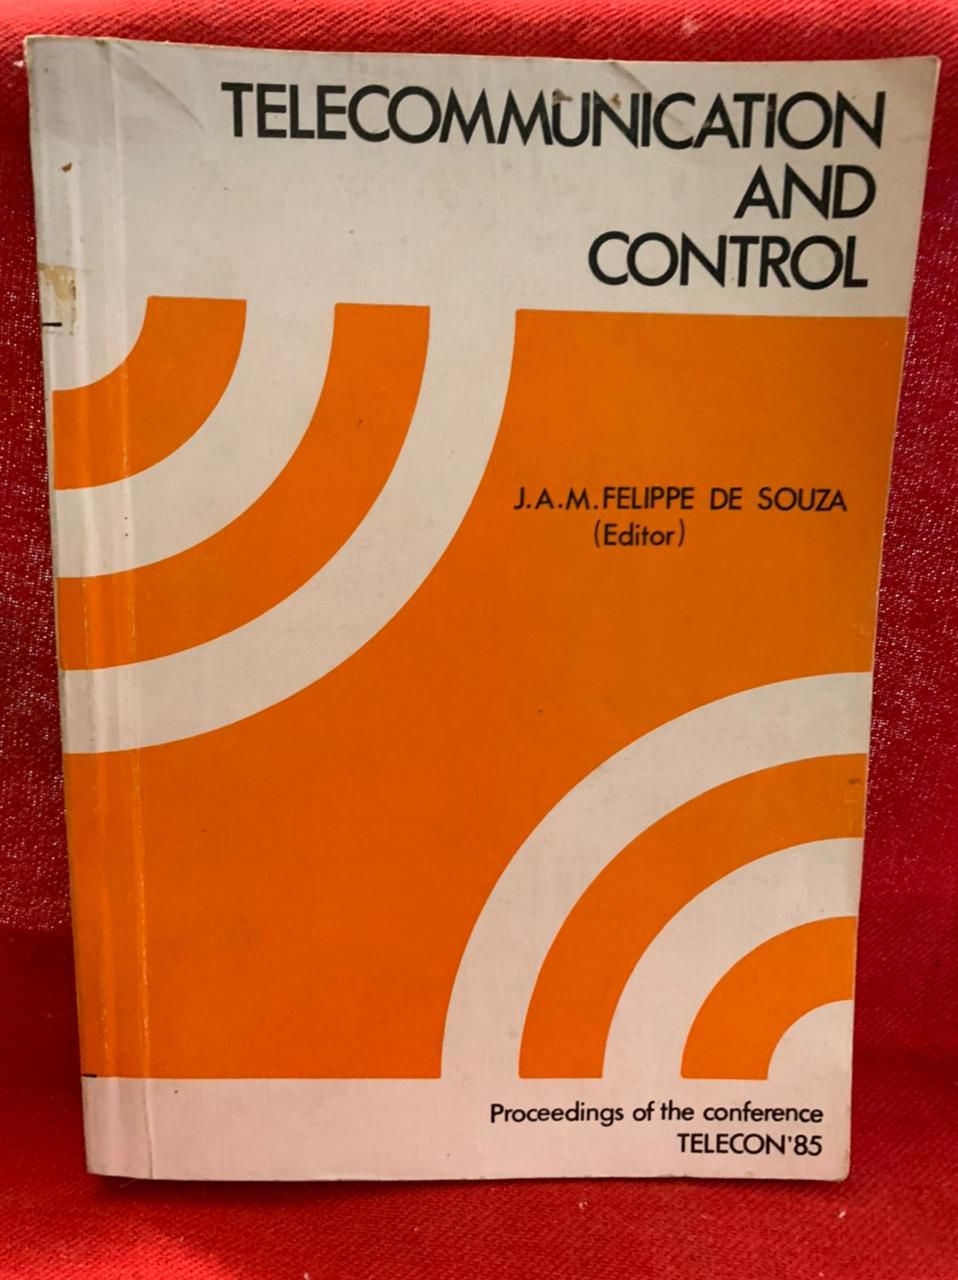 TELECOMMUNICATION
AND
CONTROL
J.A.M.FELIPPE DE SOUZA
(Editor)
Proceedings of the conference
TELECON'85